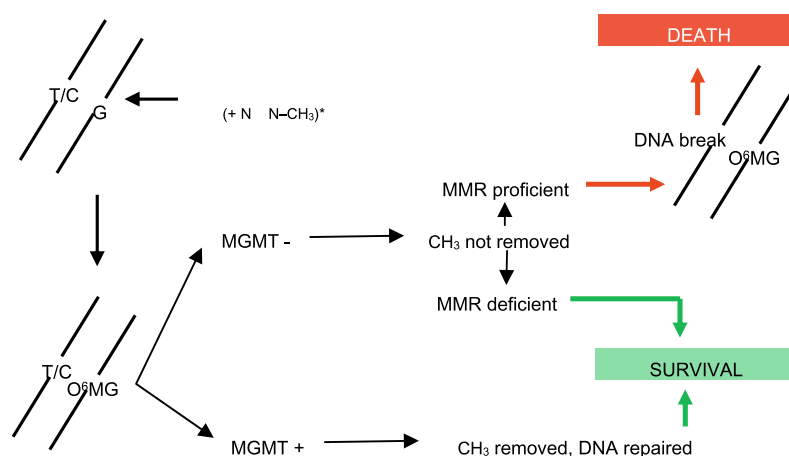 DEATH
T/C
G
(+ N N–CH₃)*
DNA break
O⁶MG
MMR proficient
MGMT -
CH₃ not removed
MMR deficient
T/C
O⁶MG
SURVIVAL
MGMT +
CH₃ removed, DNA repaired